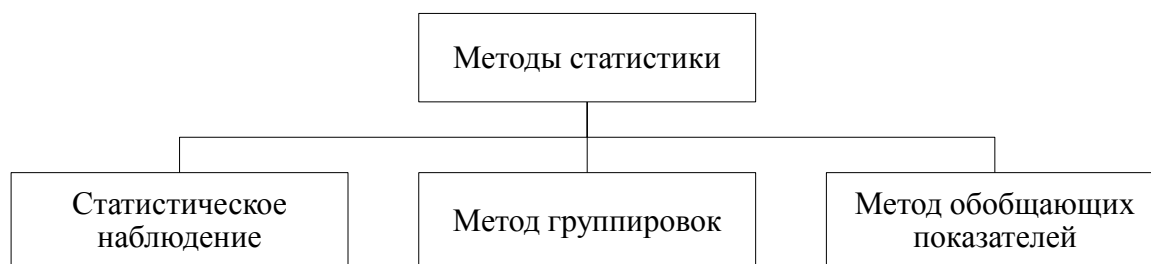 Методы статистики
Статистическое
наблюдение
Метод группировок
Метод обобщающих
показателей